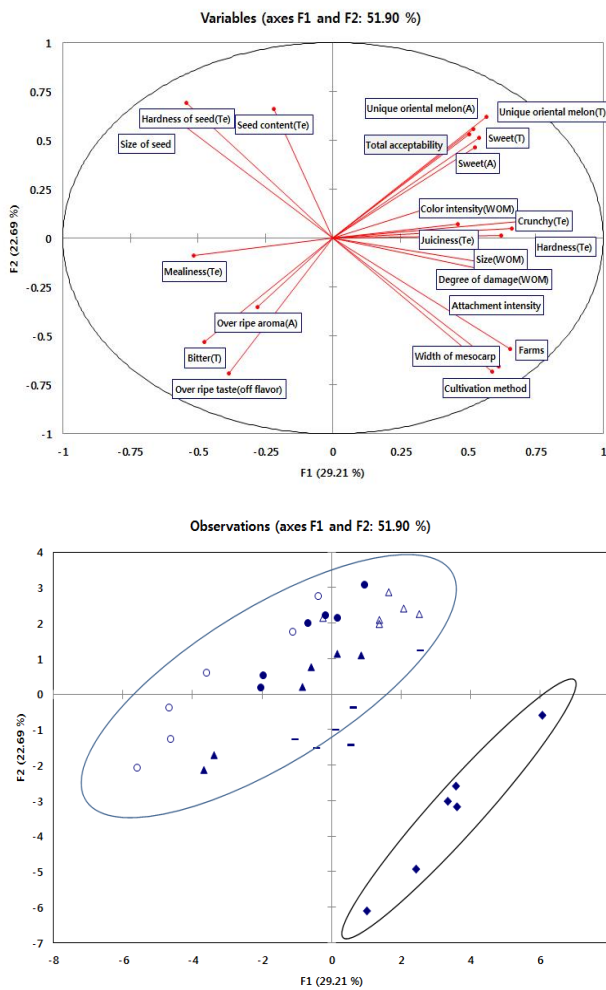 Variables (axes F1 and F2: 51.90 %)
1
0.75
0.5
0.25
0
-0.25
-0.5
-0.75
-1
F2 (22.69 %)
Hardness of seed(Te)
Seed content(Te)
Size of seed
Unique oriental melon(A)
Unique oriental melon(T)
Total acceptability
Sweet(T)
Sweet(A)
Color intensity(WOM)
Crunchy(Te)
Juiciness(Te)
Hardness(Te)
Size(WOM)
Mealiness(Te)
Degree of damage(WOM)
Attachment intensity
Over ripe aroma(A)
Farms
Bitter(T)
Width of mesocarp
Over ripe taste(off flavor)
Cultivation method
-1 -0.75 -0.5 -0.25 0 0.25 0.5 0.75 1
F1 (29.21 %)
Observations (axes F1 and F2: 51.90 %)
4
3
2
1
0
-1
-2
-3
-4
-5
-6
-7
F2 (22.69 %)
-8 -6 -4 -2 0 2 4 6 8
F1 (29.21 %)